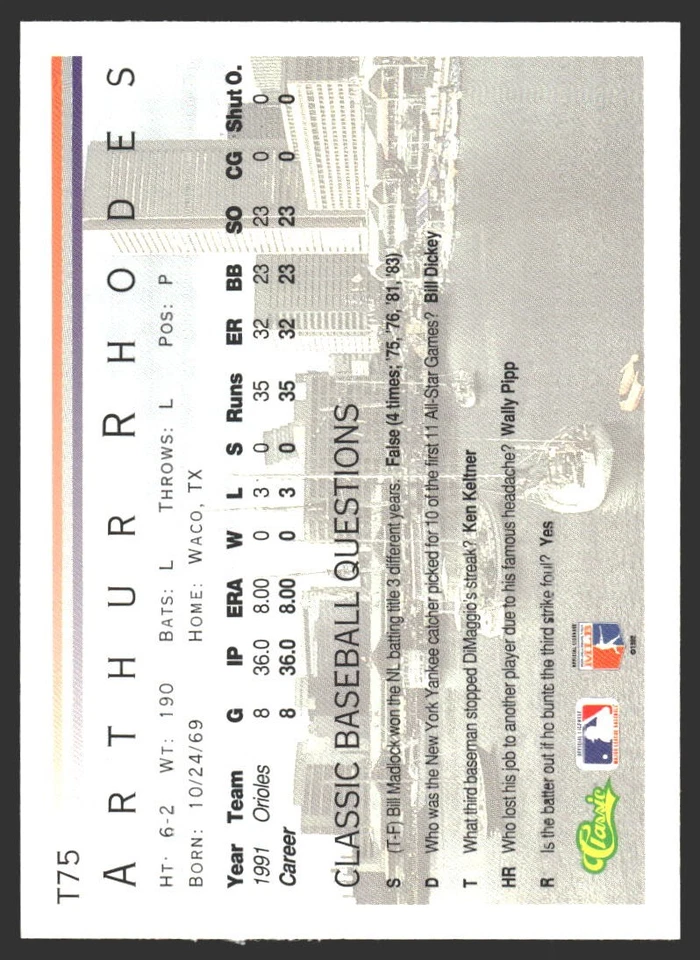 T75
ARTHUR RHODES
HT: 6-2 WT: 190 BATS: L THROWS: L POS: P
BORN: 10/24/69 HOME: WACO, TX
Year Team G IP ERA W L S Runs ER BB SO CG Shut O.
1991 Orioles 8 36.0 8.00 0 3 0 35 32 23 23 0 0
Career 8 36.0 8.00 0 3 0 35 32 23 23 0 0
CLASSIC BASEBALL QUESTIONS
S (T-F) Bill Madlock won the NL batting title 3 different years. False (4 times; '75, '76, '81, '83)
D Who was the New York Yankee catcher picked for 10 of the first 11 All-Star Games? Bill Dickey
T What third baseman stopped DiMaggio's streak? Ken Keltner
HR Who lost his job to another player due to his famous headache? Wally Pipp
R Is the batter out if he bunts the third strike foul? Yes
Classic
MLB